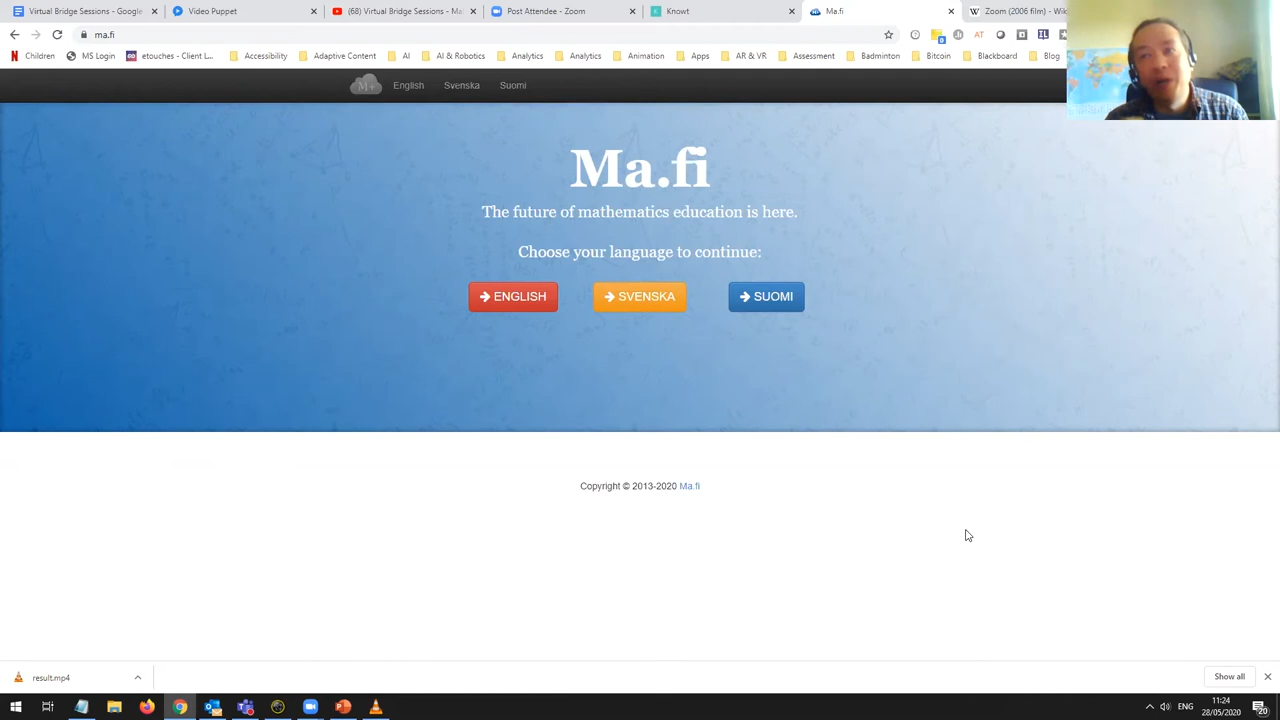 Virtual Bridge Sessions - Google
Video Puppet
(68) Virtual Bridge Sessions - Ma
Post Attendee - Zoom
Knowt
Ma.fi
Zoom (2006 film) - Wik
ma.fi
Children
MS Login
etouches - Client L...
Accessibility
Adaptive Content
AI
AI & Robotics
Analytics
Analytics
Animation
Apps
AR & VR
Assessment
Badminton
Bitcoin
Blackboard
Blog
M+
English
Svenska
Suomi
Ma.fi
The future of mathematics education is here.
Choose your language to continue:
ENGLISH
SVENSKA
SUOMI
Copyright © 2013-2020 Ma.fi
result.mp4
Show all
ENG
11:24
28/05/2020
20